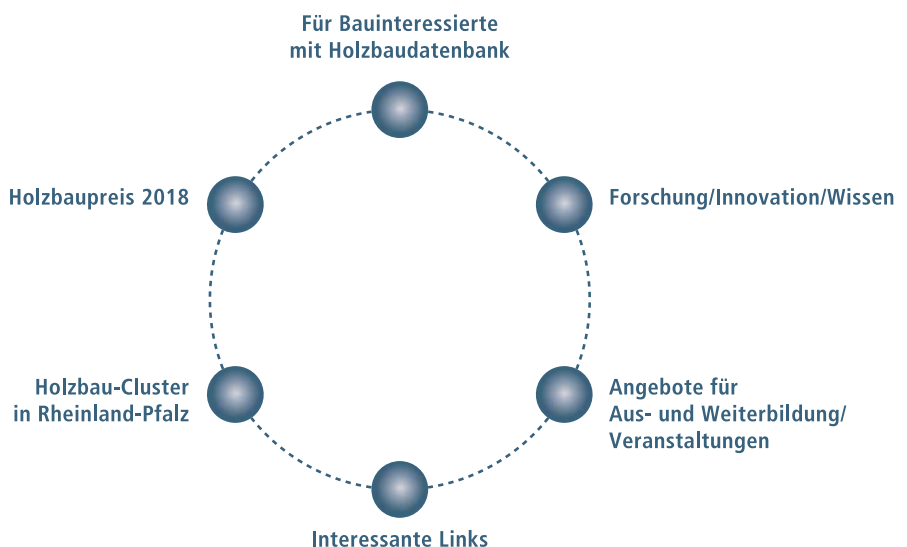 Für Bauinteressierte
mit Holzbaudatenbank
Holzbaupreis 2018
Forschung/Innovation/Wissen
Holzbau-Cluster
in Rheinland-Pfalz
Angebote für
Aus- und Weiterbildung/
Veranstaltungen
Interessante Links